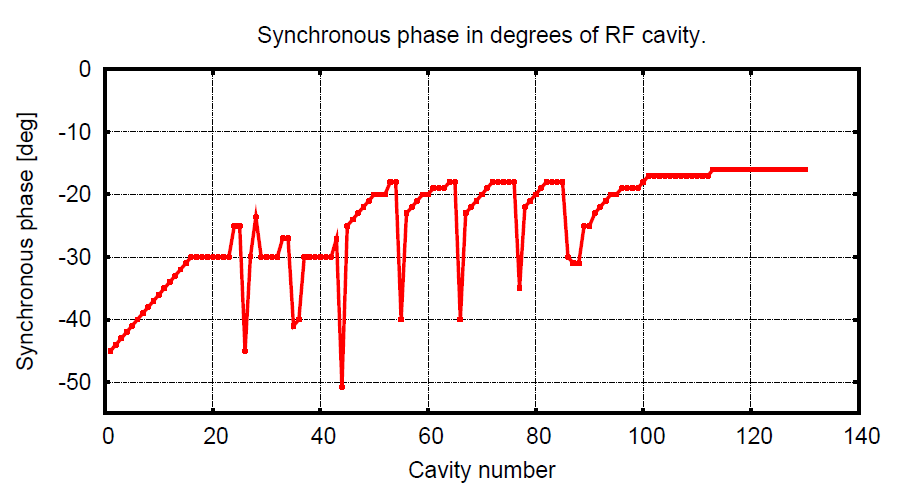 Synchronous phase in degrees of RF cavity.
0
-10
-20
-30
-40
-50
Synchronous phase [deg]
0 20 40 60 80 100 120 140
Cavity number